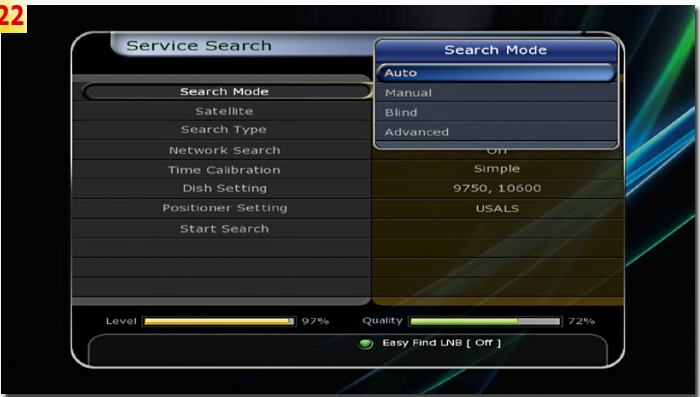 22
Service Search
Search Mode
Auto
Manual
Blind
Advanced
Search Mode
Satellite
Search Type
Network Search
Time Calibration Simple
Dish Setting 9750, 10600
Positioner Setting USALS
Start Search
Level 97% Quality 72%
Easy Find LNB [ Off ]